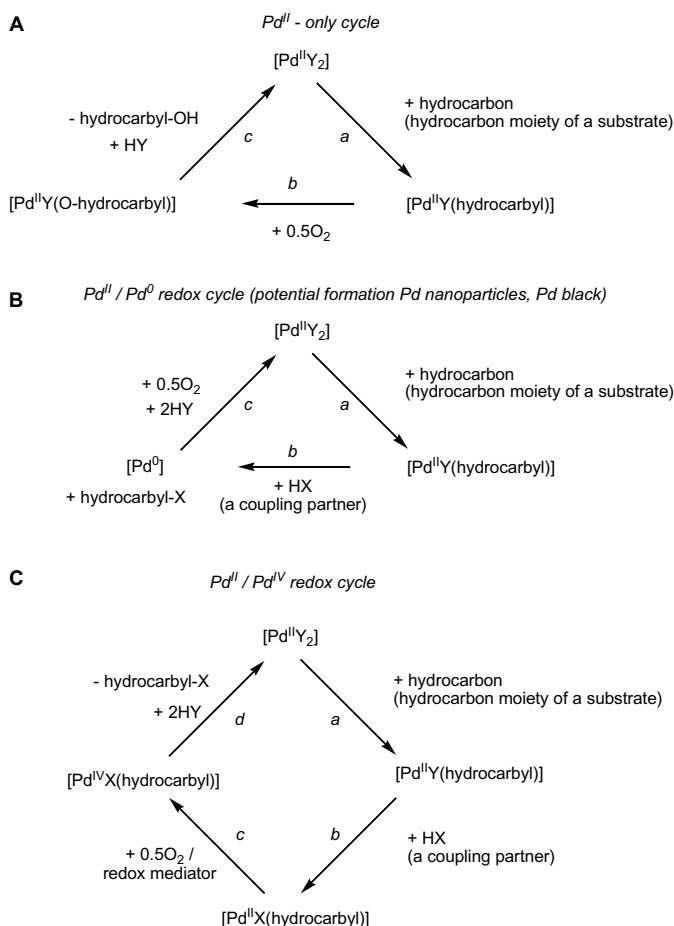 A
Pd^II - only cycle
[Pd^IIY₂]
- hydrocarbyl-OH
+ HY
c
a
+ hydrocarbon
(hydrocarbon moiety of a substrate)
[Pd^IIY(O-hydrocarbyl)]
b
+ 0.5O₂
[Pd^IIY(hydrocarbyl)]
B
Pd^II / Pd^0 redox cycle (potential formation Pd nanoparticles, Pd black)
[Pd^IIY₂]
+ 0.5O₂
+ 2HY
c
a
+ hydrocarbon
(hydrocarbon moiety of a substrate)
[Pd^0]
+ hydrocarbyl-X
b
+ HX
(a coupling partner)
[Pd^IIY(hydrocarbyl)]
C
Pd^II / Pd^IV redox cycle
[Pd^IIY₂]
- hydrocarbyl-X
+ 2HY
d
a
+ hydrocarbon
(hydrocarbon moiety of a substrate)
[Pd^IVX(hydrocarbyl)]
[Pd^IIY(hydrocarbyl)]
+ 0.5O₂ /
redox mediator
c
b
+ HX
(a coupling partner)
[Pd^IIX(hydrocarbyl)]